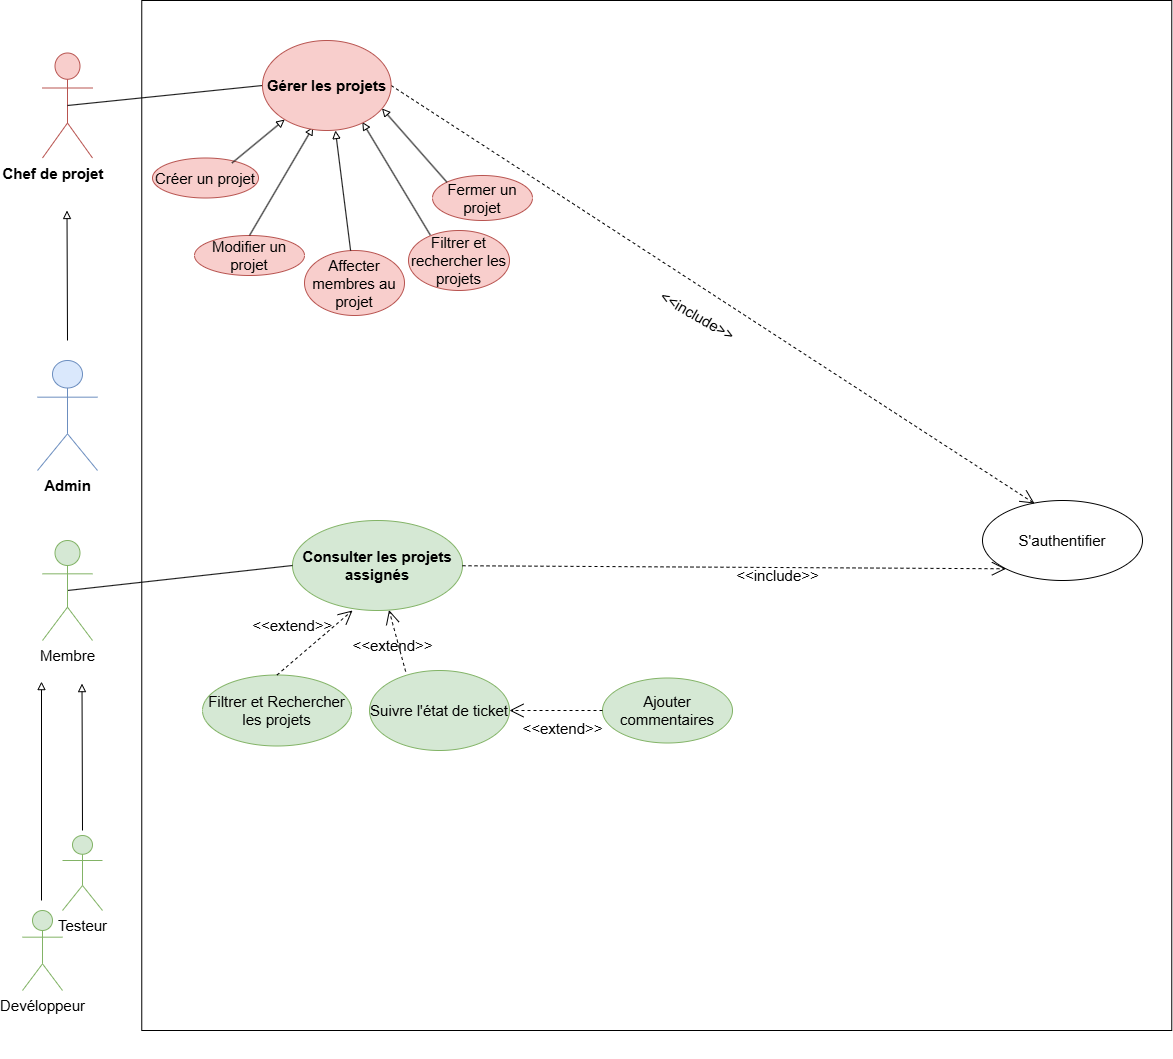 Gérer les projets
Chef de projet
Créer un projet
Fermer un
projet
Modifier un
projet
Filtrer et
rechercher les
projets
Affecter
membres au
projet
<<include>>
Admin
S'authentifier
Consulter les projets
assignés
<<include>>
<<extend>>
<<extend>>
Membre
Filtrer et Rechercher
les projets
Suivre l'état de ticket
Ajouter
commentaires
<<extend>>
Testeur
Devéloppeur